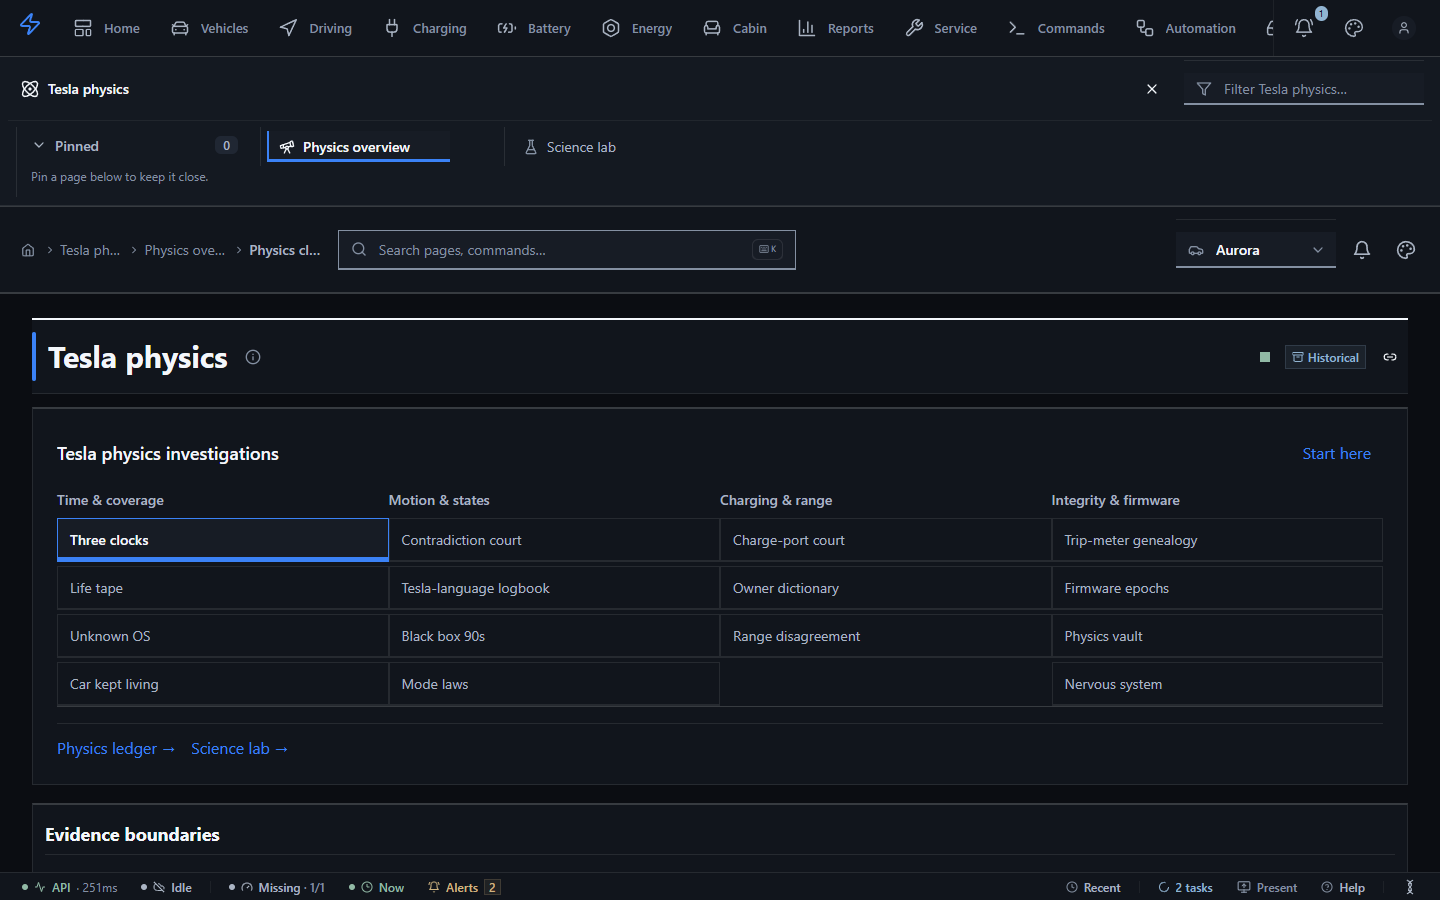 Home Vehicles Driving Charging Battery Energy Cabin Reports Service Commands Automation 1
Tesla physics Filter Tesla physics...
Pinned 0 Physics overview Science lab
Pin a page below to keep it close.
Tesla ph... Physics ove... Physics cl... Search pages, commands... K Aurora
Tesla physics Historical
Tesla physics investigations Start here
Time & coverage Motion & states Charging & range Integrity & firmware
Three clocks Contradiction court Charge-port court Trip-meter genealogy
Life tape Tesla-language logbook Owner dictionary Firmware epochs
Unknown OS Black box 90s Range disagreement Physics vault
Car kept living Mode laws Nervous system
Physics ledger → Science lab →
Evidence boundaries
API · 251ms Idle Missing · 1/1 Now Alerts 2 Recent 2 tasks Present Help